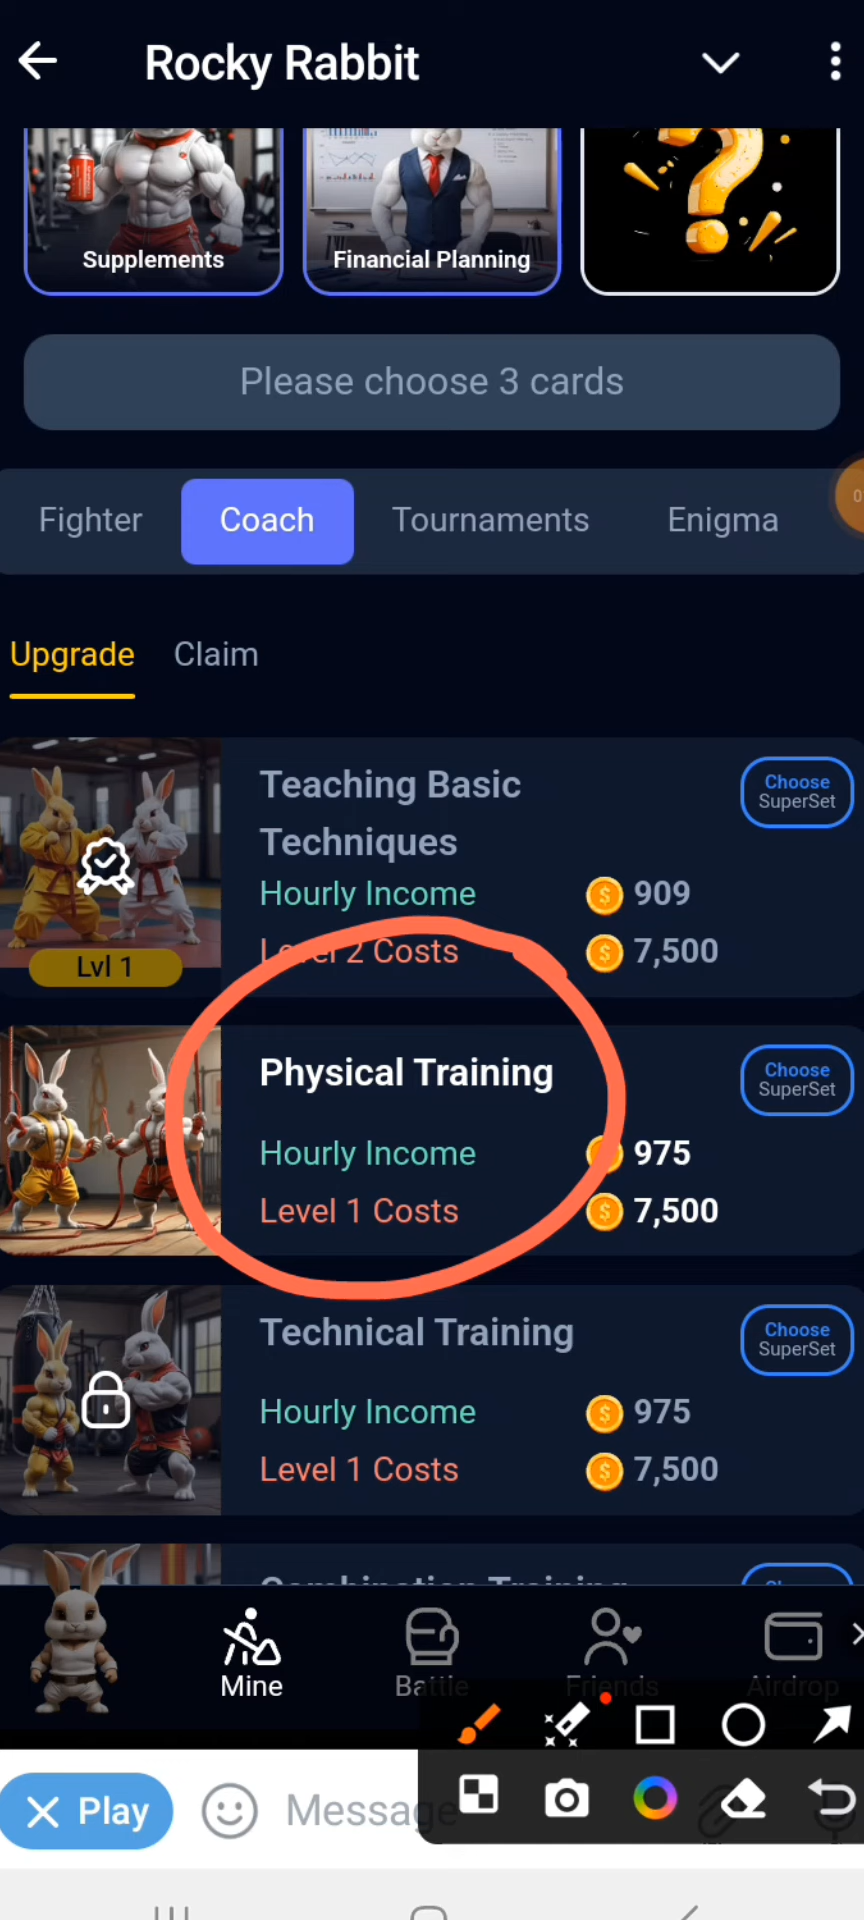 Rocky Rabbit
Supplements
Financial Planning
Please choose 3 cards
Fighter
Coach
Tournaments
Enigma
Upgrade
Claim
Teaching Basic
Techniques
Choose
SuperSet
Hourly Income
909
Level 2 Costs
7,500
Lvl 1
Physical Training
Choose
SuperSet
Hourly Income
975
Level 1 Costs
7,500
Technical Training
Choose
SuperSet
Hourly Income
975
Level 1 Costs
7,500
Mine
Battle
Friends
Airdrop
Play
Message